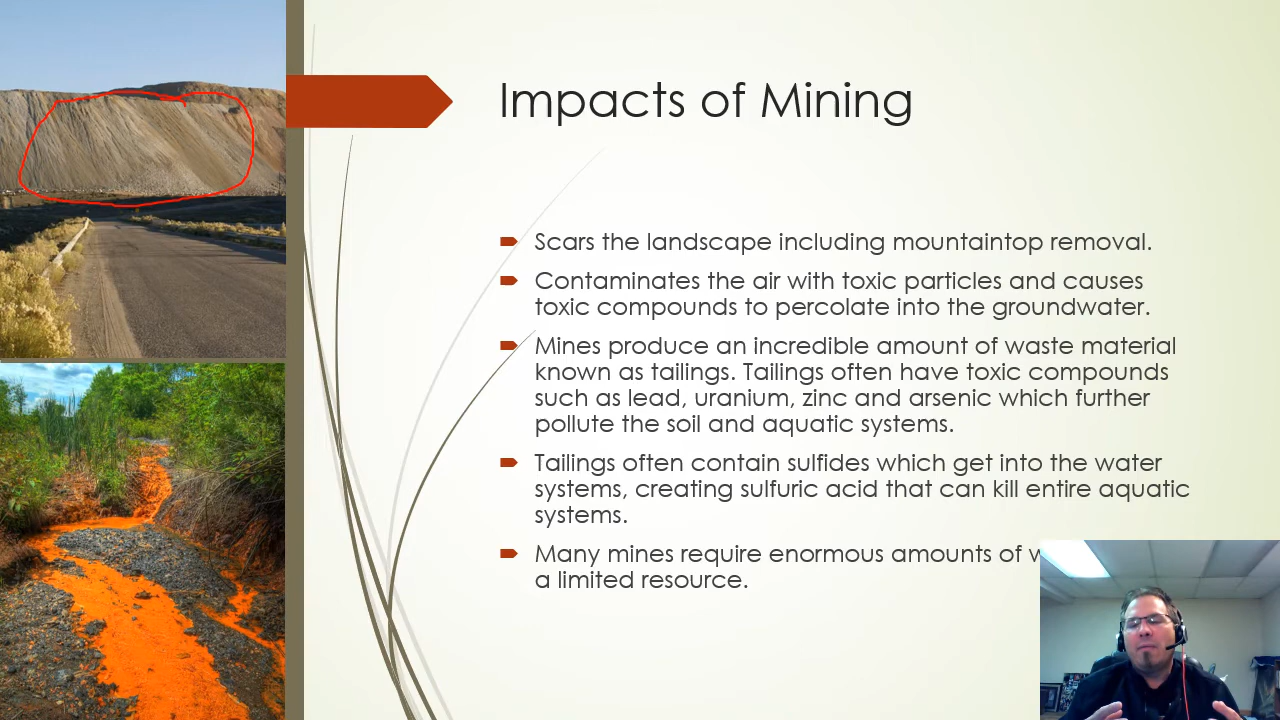 Impacts of Mining
Scars the landscape including mountaintop removal.
Contaminates the air with toxic particles and causes
toxic compounds to percolate into the groundwater.
Mines produce an incredible amount of waste material
known as tailings. Tailings often have toxic compounds
such as lead, uranium, zinc and arsenic which further
pollute the soil and aquatic systems.
Tailings often contain sulfides which get into the water
systems, creating sulfuric acid that can kill entire aquatic
systems.
Many mines require enormous amounts of
a limited resource.